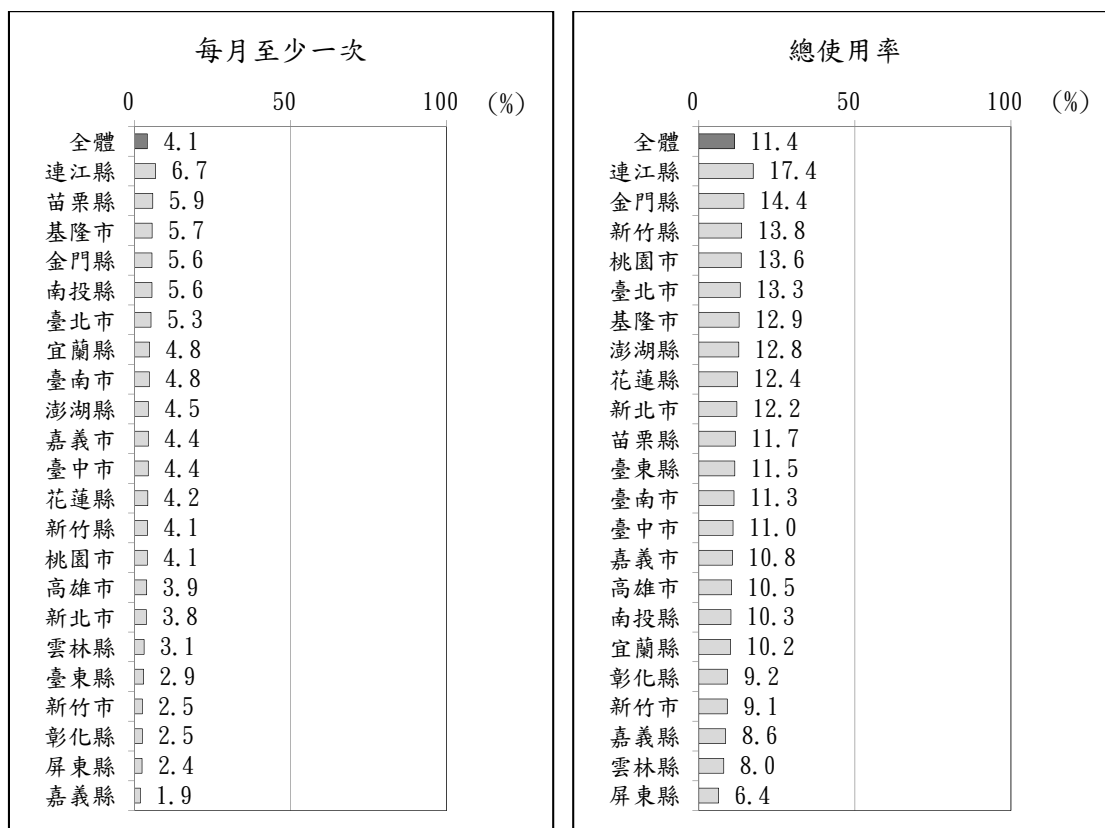 每月至少一次
0 50 100 (%)
全體 4.1
連江縣 6.7
苗栗縣 5.9
基隆市 5.7
金門縣 5.6
南投縣 5.6
臺北市 5.3
宜蘭縣 4.8
臺南市 4.8
澎湖縣 4.5
嘉義市 4.4
臺中市 4.4
花蓮縣 4.2
新竹縣 4.1
桃園市 4.1
高雄市 3.9
新北市 3.8
雲林縣 3.1
臺東縣 2.9
新竹市 2.5
彰化縣 2.5
屏東縣 2.4
嘉義縣 1.9
總使用率
0 50 100 (%)
全體 11.4
連江縣 17.4
金門縣 14.4
新竹縣 13.8
桃園市 13.6
臺北市 13.3
基隆市 12.9
澎湖縣 12.8
花蓮縣 12.4
新北市 12.2
苗栗縣 11.7
臺東縣 11.5
臺南市 11.3
臺中市 11.0
嘉義市 10.8
高雄市 10.5
南投縣 10.3
宜蘭縣 10.2
彰化縣 9.2
新竹市 9.1
嘉義縣 8.6
雲林縣 8.0
屏東縣 6.4